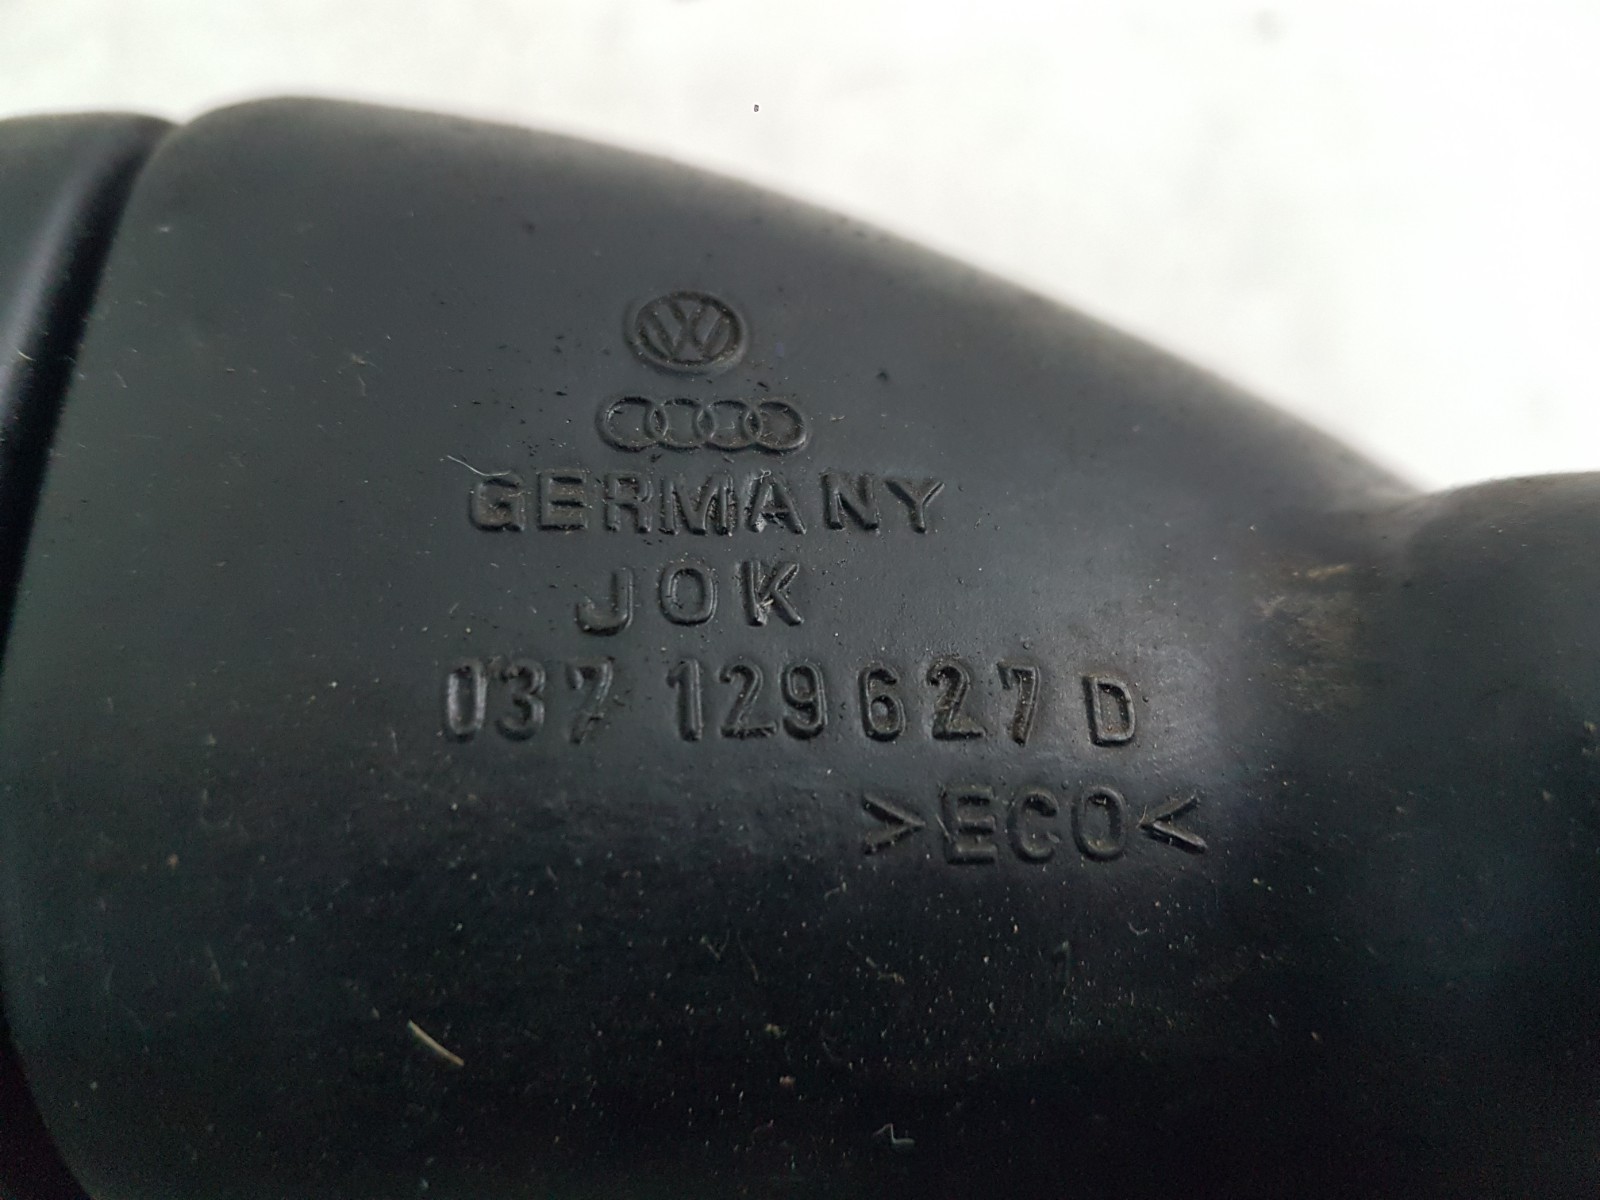 GERMANY
JOK
037 129 627 D
>ECO<